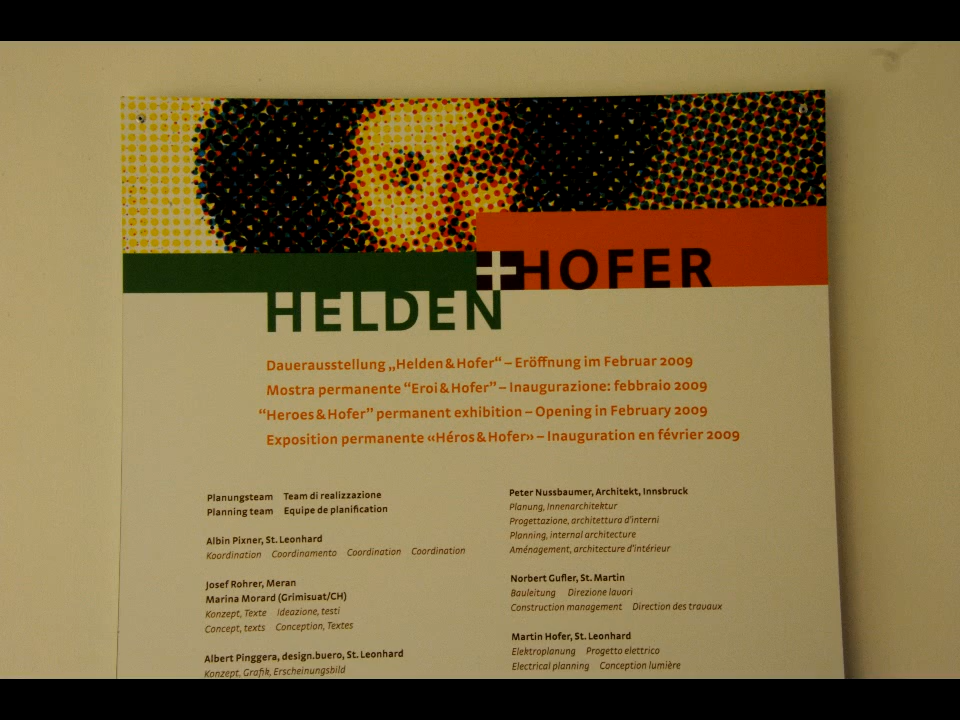 HOFER
HELDEN
Dauerausstellung „Helden & Hofer“ – Eröffnung im Februar 2009
Mostra permanente “Eroi & Hofer” – Inaugurazione: febbraio 2009
“Heroes & Hofer” permanent exhibition – Opening in February 2009
Exposition permanente «Héros & Hofer» – Inauguration en février 2009
Planungsteam Team di realizzazione
Planning team Equipe de planification
Albin Pixner, St. Leonhard
Koordination Coordinamento Coordination Coordination
Josef Rohrer, Meran
Marina Morard (Grimisuat/CH)
Konzept, Texte Ideazione, testi
Concept, texts Conception, Textes
Albert Pinggera, design.buero, St. Leonhard
Konzept, Grafik, Erscheinungsbild
Peter Nussbaumer, Architekt, Innsbruck
Planung, Innenarchitektur
Progettazione, architettura d'interni
Planning, internal architecture
Aménagement, architecture d'intérieur
Norbert Gufler, St. Martin
Bauleitung Direzione lavori
Construction management Direction des travaux
Martin Hofer, St. Leonhard
Elektroplanung Progetto elettrico
Electrical planning Conception lumière